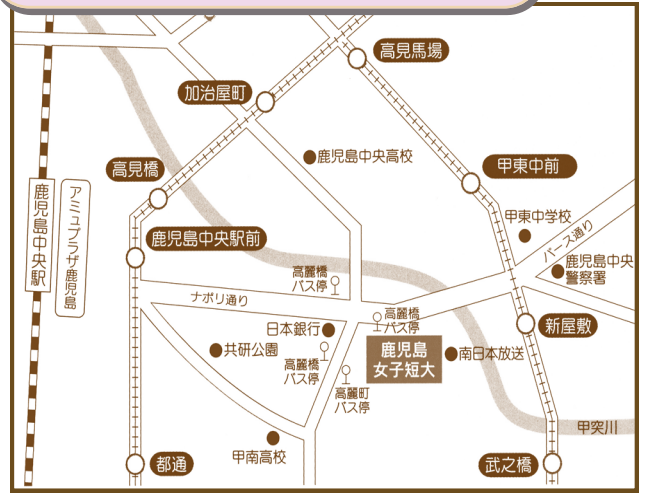 高見馬場
加治屋町
鹿児島中央高校
高見橋
甲東中前
鹿児島中央駅
アミュプラザ鹿児島
甲東中学校
パース通り
鹿児島中央駅前
鹿児島中央
警察署
高麗橋
バス停
ナポリ通り
高麗橋
バス停
日本銀行
新屋敷
共研公園
高麗橋
バス停
鹿児島
女子短大
南日本放送
高麗町
バス停
甲突川
甲南高校
都通
武之橋